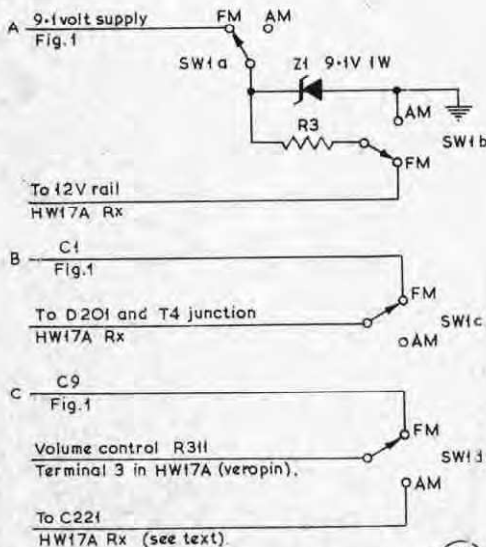 A 9·1volt supply FM AM
Fig.1
SW1a Z1 9·1V 1W
AM
R3 SW1b
FM
To 12V rail
HW17A Rx
B C1
Fig.1
FM
To D201 and T4 junction SW1c
HW17A Rx AM
C C9
Fig.1
FM
Volume control R311 SW1d
Terminal 3 in HW17A (veropin).
AM
To C221
HW17A Rx (see text)